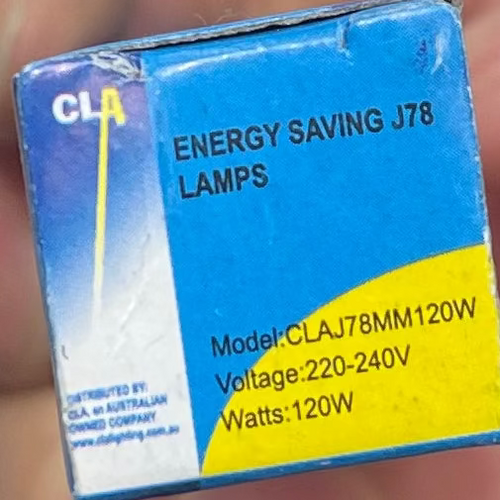 CLA
ENERGY SAVING J78
LAMPS
Model:CLAJ78MM120W
Voltage:220-240V
Watts:120W
DISTRIBUTED BY:
CLA, an AUSTRALIAN
OWNED COMPANY
www.clalighting.com.au